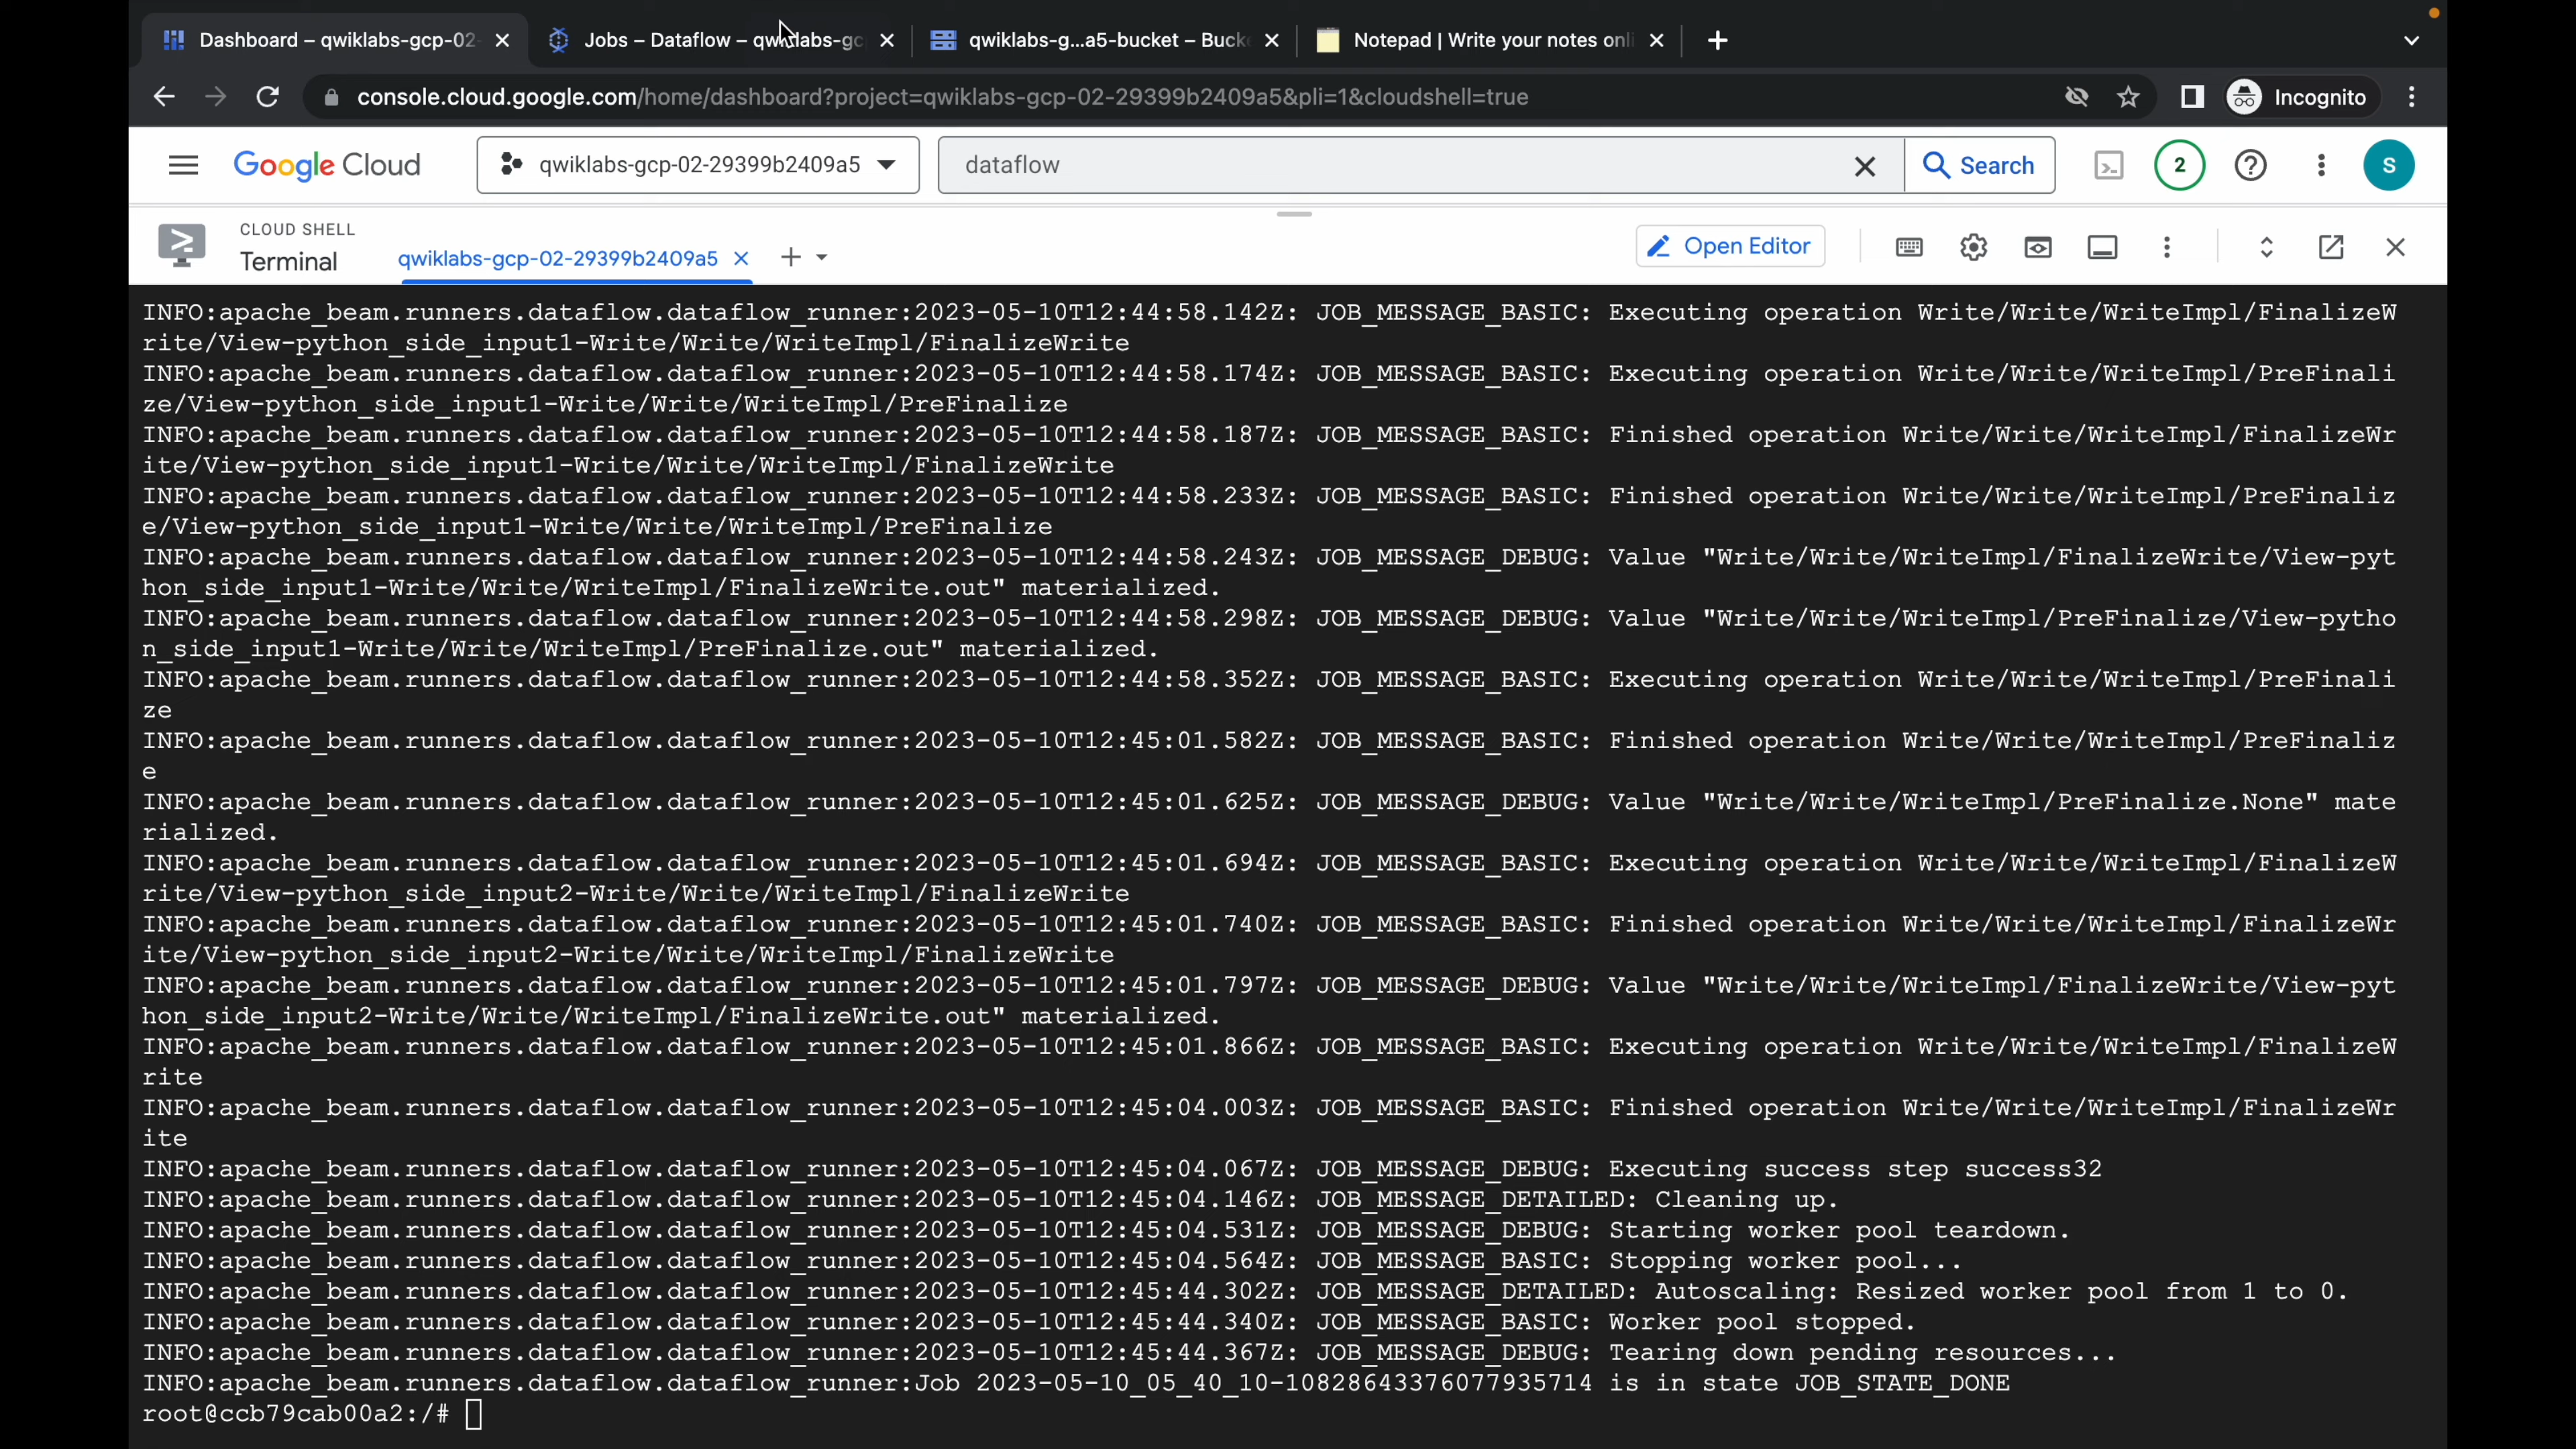 Dashboard – qwiklabs-gcp-02-
Jobs – Dataflow – qwiklabs-gc
qwiklabs-g...a5-bucket – Bucke
Notepad | Write your notes onli
console.cloud.google.com/home/dashboard?project=qwiklabs-gcp-02-29399b2409a5&pli=1&cloudshell=true
Incognito
Google Cloud
qwiklabs-gcp-02-29399b2409a5
dataflow
Search
2
S
CLOUD SHELL
Terminal
qwiklabs-gcp-02-29399b2409a5
Open Editor
INFO:apache_beam.runners.dataflow.dataflow_runner:2023-05-10T12:44:58.142Z: JOB_MESSAGE_BASIC: Executing operation Write/Write/WriteImpl/FinalizeW
rite/View-python_side_input1-Write/Write/WriteImpl/FinalizeWrite
INFO:apache_beam.runners.dataflow.dataflow_runner:2023-05-10T12:44:58.174Z: JOB_MESSAGE_BASIC: Executing operation Write/Write/WriteImpl/PreFinali
ze/View-python_side_input1-Write/Write/WriteImpl/PreFinalize
INFO:apache_beam.runners.dataflow.dataflow_runner:2023-05-10T12:44:58.187Z: JOB_MESSAGE_BASIC: Finished operation Write/Write/WriteImpl/FinalizeWr
ite/View-python_side_input1-Write/Write/WriteImpl/FinalizeWrite
INFO:apache_beam.runners.dataflow.dataflow_runner:2023-05-10T12:44:58.233Z: JOB_MESSAGE_BASIC: Finished operation Write/Write/WriteImpl/PreFinaliz
e/View-python_side_input1-Write/Write/WriteImpl/PreFinalize
INFO:apache_beam.runners.dataflow.dataflow_runner:2023-05-10T12:44:58.243Z: JOB_MESSAGE_DEBUG: Value "Write/Write/WriteImpl/FinalizeWrite/View-pyt
hon_side_input1-Write/Write/WriteImpl/FinalizeWrite.out" materialized.
INFO:apache_beam.runners.dataflow.dataflow_runner:2023-05-10T12:44:58.298Z: JOB_MESSAGE_DEBUG: Value "Write/Write/WriteImpl/PreFinalize/View-pytho
n_side_input1-Write/Write/WriteImpl/PreFinalize.out" materialized.
INFO:apache_beam.runners.dataflow.dataflow_runner:2023-05-10T12:44:58.352Z: JOB_MESSAGE_BASIC: Executing operation Write/Write/WriteImpl/PreFinali
ze
INFO:apache_beam.runners.dataflow.dataflow_runner:2023-05-10T12:45:01.582Z: JOB_MESSAGE_BASIC: Finished operation Write/Write/WriteImpl/PreFinaliz
e
INFO:apache_beam.runners.dataflow.dataflow_runner:2023-05-10T12:45:01.625Z: JOB_MESSAGE_DEBUG: Value "Write/Write/WriteImpl/PreFinalize.None" mate
rialized.
INFO:apache_beam.runners.dataflow.dataflow_runner:2023-05-10T12:45:01.694Z: JOB_MESSAGE_BASIC: Executing operation Write/Write/WriteImpl/FinalizeW
rite/View-python_side_input2-Write/Write/WriteImpl/FinalizeWrite
INFO:apache_beam.runners.dataflow.dataflow_runner:2023-05-10T12:45:01.740Z: JOB_MESSAGE_BASIC: Finished operation Write/Write/WriteImpl/FinalizeWr
ite/View-python_side_input2-Write/Write/WriteImpl/FinalizeWrite
INFO:apache_beam.runners.dataflow.dataflow_runner:2023-05-10T12:45:01.797Z: JOB_MESSAGE_DEBUG: Value "Write/Write/WriteImpl/FinalizeWrite/View-pyt
hon_side_input2-Write/Write/WriteImpl/FinalizeWrite.out" materialized.
INFO:apache_beam.runners.dataflow.dataflow_runner:2023-05-10T12:45:01.866Z: JOB_MESSAGE_BASIC: Executing operation Write/Write/WriteImpl/FinalizeW
rite
INFO:apache_beam.runners.dataflow.dataflow_runner:2023-05-10T12:45:04.003Z: JOB_MESSAGE_BASIC: Finished operation Write/Write/WriteImpl/FinalizeWr
ite
INFO:apache_beam.runners.dataflow.dataflow_runner:2023-05-10T12:45:04.067Z: JOB_MESSAGE_DEBUG: Executing success step success32
INFO:apache_beam.runners.dataflow.dataflow_runner:2023-05-10T12:45:04.146Z: JOB_MESSAGE_DETAILED: Cleaning up.
INFO:apache_beam.runners.dataflow.dataflow_runner:2023-05-10T12:45:04.531Z: JOB_MESSAGE_DEBUG: Starting worker pool teardown.
INFO:apache_beam.runners.dataflow.dataflow_runner:2023-05-10T12:45:04.564Z: JOB_MESSAGE_BASIC: Stopping worker pool...
INFO:apache_beam.runners.dataflow.dataflow_runner:2023-05-10T12:45:44.302Z: JOB_MESSAGE_DETAILED: Autoscaling: Resized worker pool from 1 to 0.
INFO:apache_beam.runners.dataflow.dataflow_runner:2023-05-10T12:45:44.340Z: JOB_MESSAGE_BASIC: Worker pool stopped.
INFO:apache_beam.runners.dataflow.dataflow_runner:2023-05-10T12:45:44.367Z: JOB_MESSAGE_DEBUG: Tearing down pending resources...
INFO:apache_beam.runners.dataflow.dataflow_runner:Job 2023-05-10_05_40_10-10828643376077935714 is in state JOB_STATE_DONE
root@ccb79cab00a2:/#